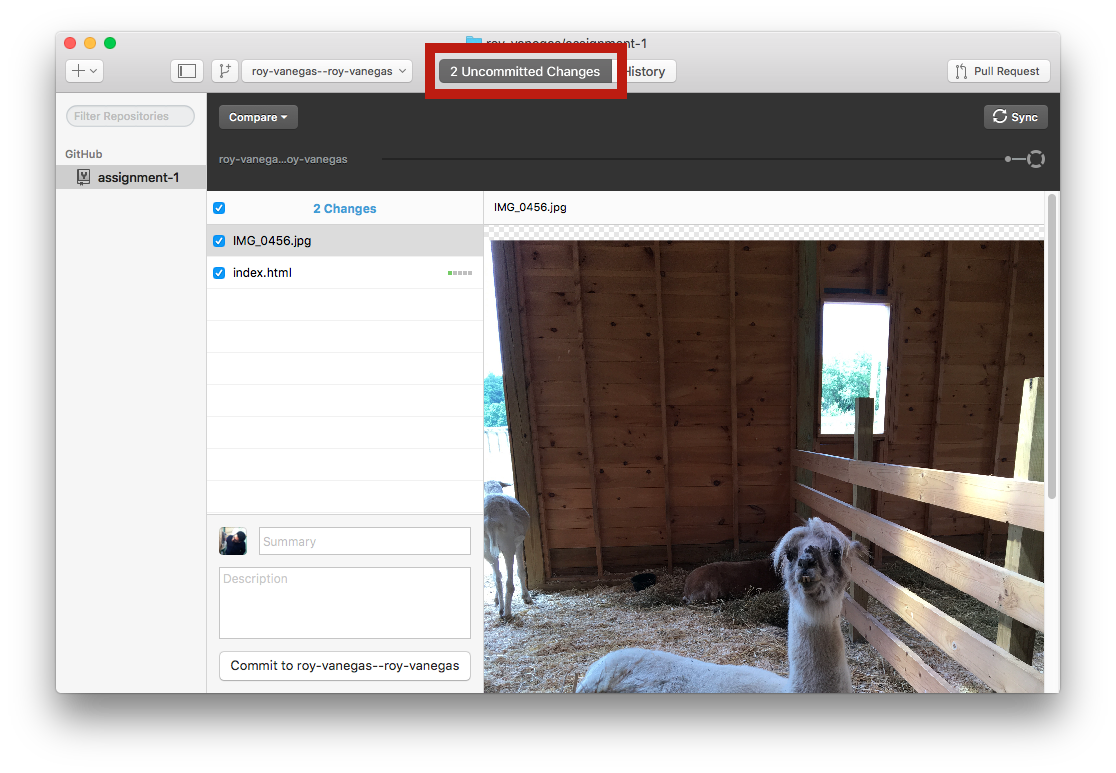 roy-vanegas/assignment-1
roy-vanegas--roy-vanegas
2 Uncommitted Changes
History
Pull Request
Filter Repositories
Compare
Sync
GitHub
roy-vanega...oy-vanegas
assignment-1
2 Changes
IMG_0456.jpg
IMG_0456.jpg
index.html
Summary
Description
Commit to roy-vanegas--roy-vanegas